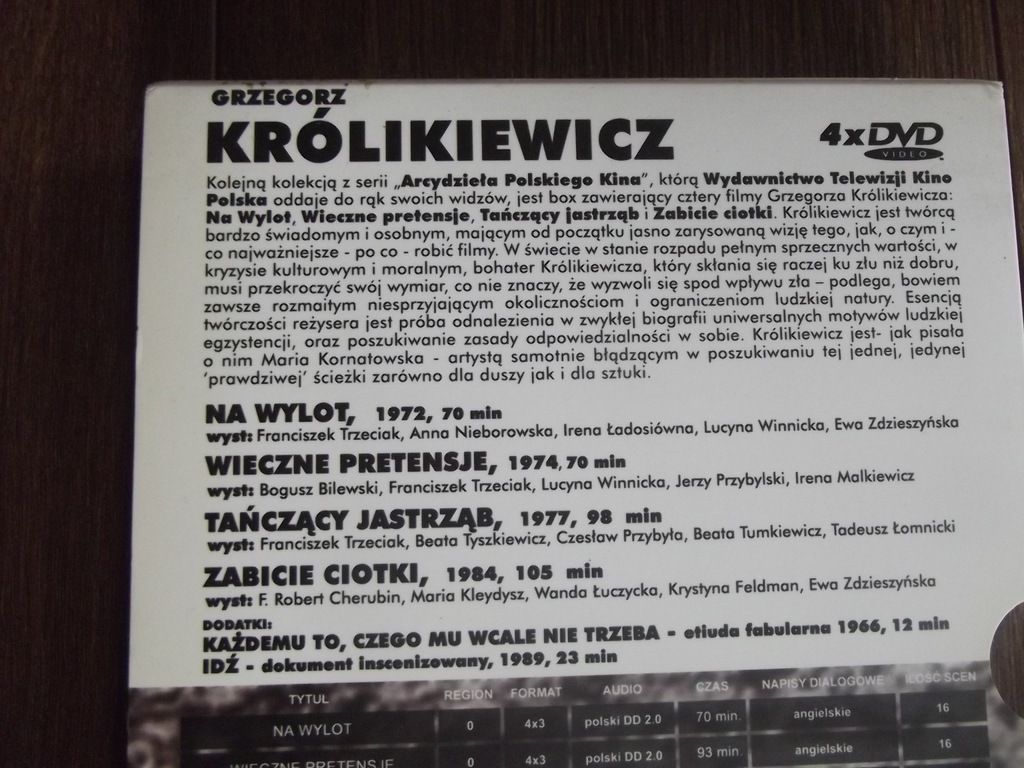 GRZEGORZ
KRÓLIKIEWICZ
4xDVD
VIDEO
Kolejną kolekcją z serii „Arcydzieła Polskiego Kina", którą Wydawnictwo Telewizji Kino
Polska oddaje do rąk swoich widzów, jest box zawierający cztery filmy Grzegorza Królikiewicza:
Na Wylot, Wieczne pretensje, Tańczący jastrząb i Zabicie ciotki. Królikiewicz jest twórcą
bardzo świadomym i osobnym, mającym od początku jasno zarysowaną wizję tego, jak, o czym i -
co najważniejsze - po co - robić filmy. W świecie w stanie rozpadu pełnym sprzecznych wartości, w
kryzysie kulturowym i moralnym, bohater Królikiewicza, który skłania się raczej ku złu niż dobru,
musi przekroczyć swój wymiar, co nie znaczy, że wyzwoli się spod wpływu zła – podlega, bowiem
zawsze rozmaitym niesprzyjającym okolicznościom i ograniczeniom ludzkiej natury. Esencją
twórczości reżysera jest próba odnalezienia w zwykłej biografii uniwersalnych motywów ludzkiej
egzystencji, oraz poszukiwanie zasady odpowiedzialności w sobie. Królikiewicz jest- jak pisała
o nim Maria Kornatowska - artystą samotnie błądzącym w poszukiwaniu tej jednej, jedynej
'prawdziwej' ścieżki zarówno dla duszy jak i dla sztuki.
NA WYLOT, 1972, 70 min
wyst: Franciszek Trzeciak, Anna Nieborowska, Irena Ładosiówna, Lucyna Winnicka, Ewa Zdzieszyńska
WIECZNE PRETENSJE, 1974, 70 min
wyst: Bogusz Bilewski, Franciszek Trzeciak, Lucyna Winnicka, Jerzy Przybylski, Irena Malkiewicz
TAŃCZĄCY JASTRZĄB, 1977, 98 min
wyst: Franciszek Trzeciak, Beata Tyszkiewicz, Czesław Przybyła, Beata Tumkiewicz, Tadeusz Łomnicki
ZABICIE CIOTKI, 1984, 105 min
wyst: F. Robert Cherubin, Maria Kleydysz, Wanda Łuczycka, Krystyna Feldman, Ewa Zdzieszyńska
DODATKI:
KAŻDEMU TO, CZEGO MU WCALE NIE TRZEBA - etiuda fabularna 1966, 12 min
IDŹ - dokument inscenizowany, 1989, 23 min
TYTUŁ REGION FORMAT AUDIO CZAS NAPISY DIALOGOWE ILOŚĆ SCEN
NA WYLOT 0 4x3 polski DD 2.0 70 min. angielskie 16
WIECZNE PRETENSJE 0 4x3 polski DD 2.0 93 min. angielskie 16